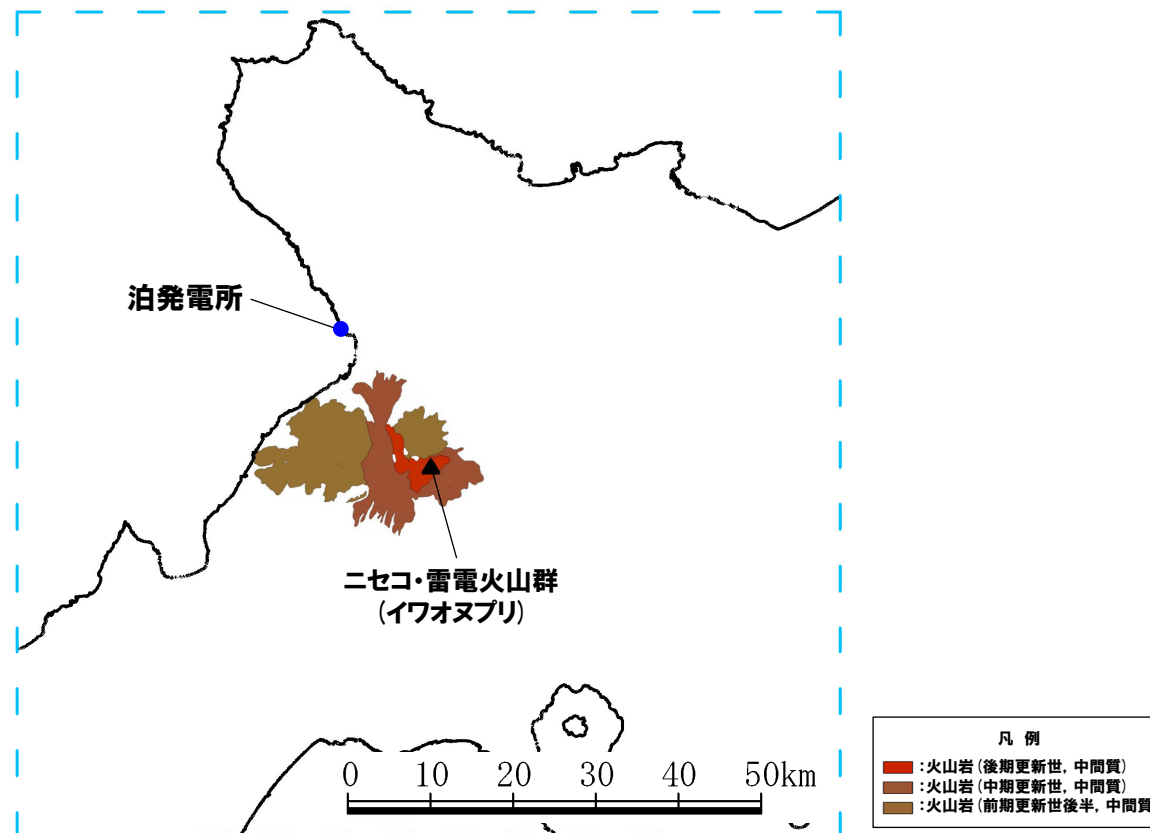 泊発電所
ニセコ・雷電火山群
(イワオヌプリ)
0 10 20 30 40 50km
凡 例
:火山岩(後期更新世, 中間質)
:火山岩(中期更新世, 中間質)
:火山岩(前期更新世後半, 中間質